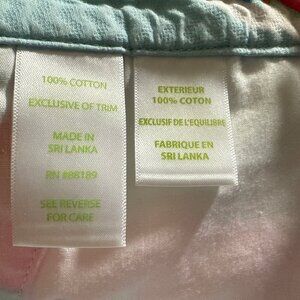 100% COTTON
EXCLUSIVE OF TRIM
MADE IN
SRI LANKA
RN #88189
SEE REVERSE
FOR CARE
EXTERIEUR
100% COTON
EXCLUSIF DE L'EQUILIBRE
FABRIQUE EN
SRI LANKA